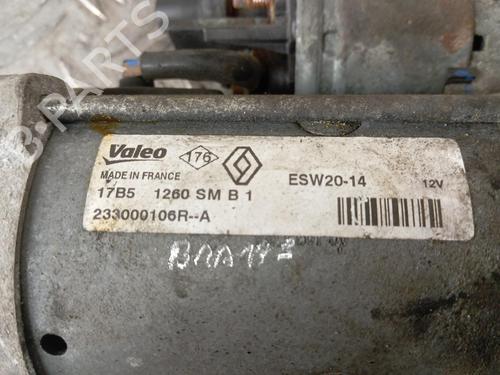 Valeo 176 ESW20-14 12V
MADE IN FRANCE
17B5 1260 SM B 1
233000106R--A
B-PARTS